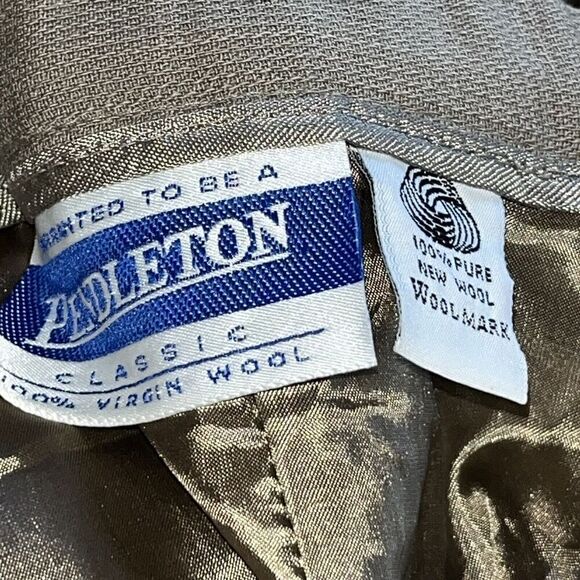 WARRANTED TO BE A
PENDLETON
CLASSIC
100% VIRGIN WOOL
100% PURE
NEW WOOL
WOOLMARK